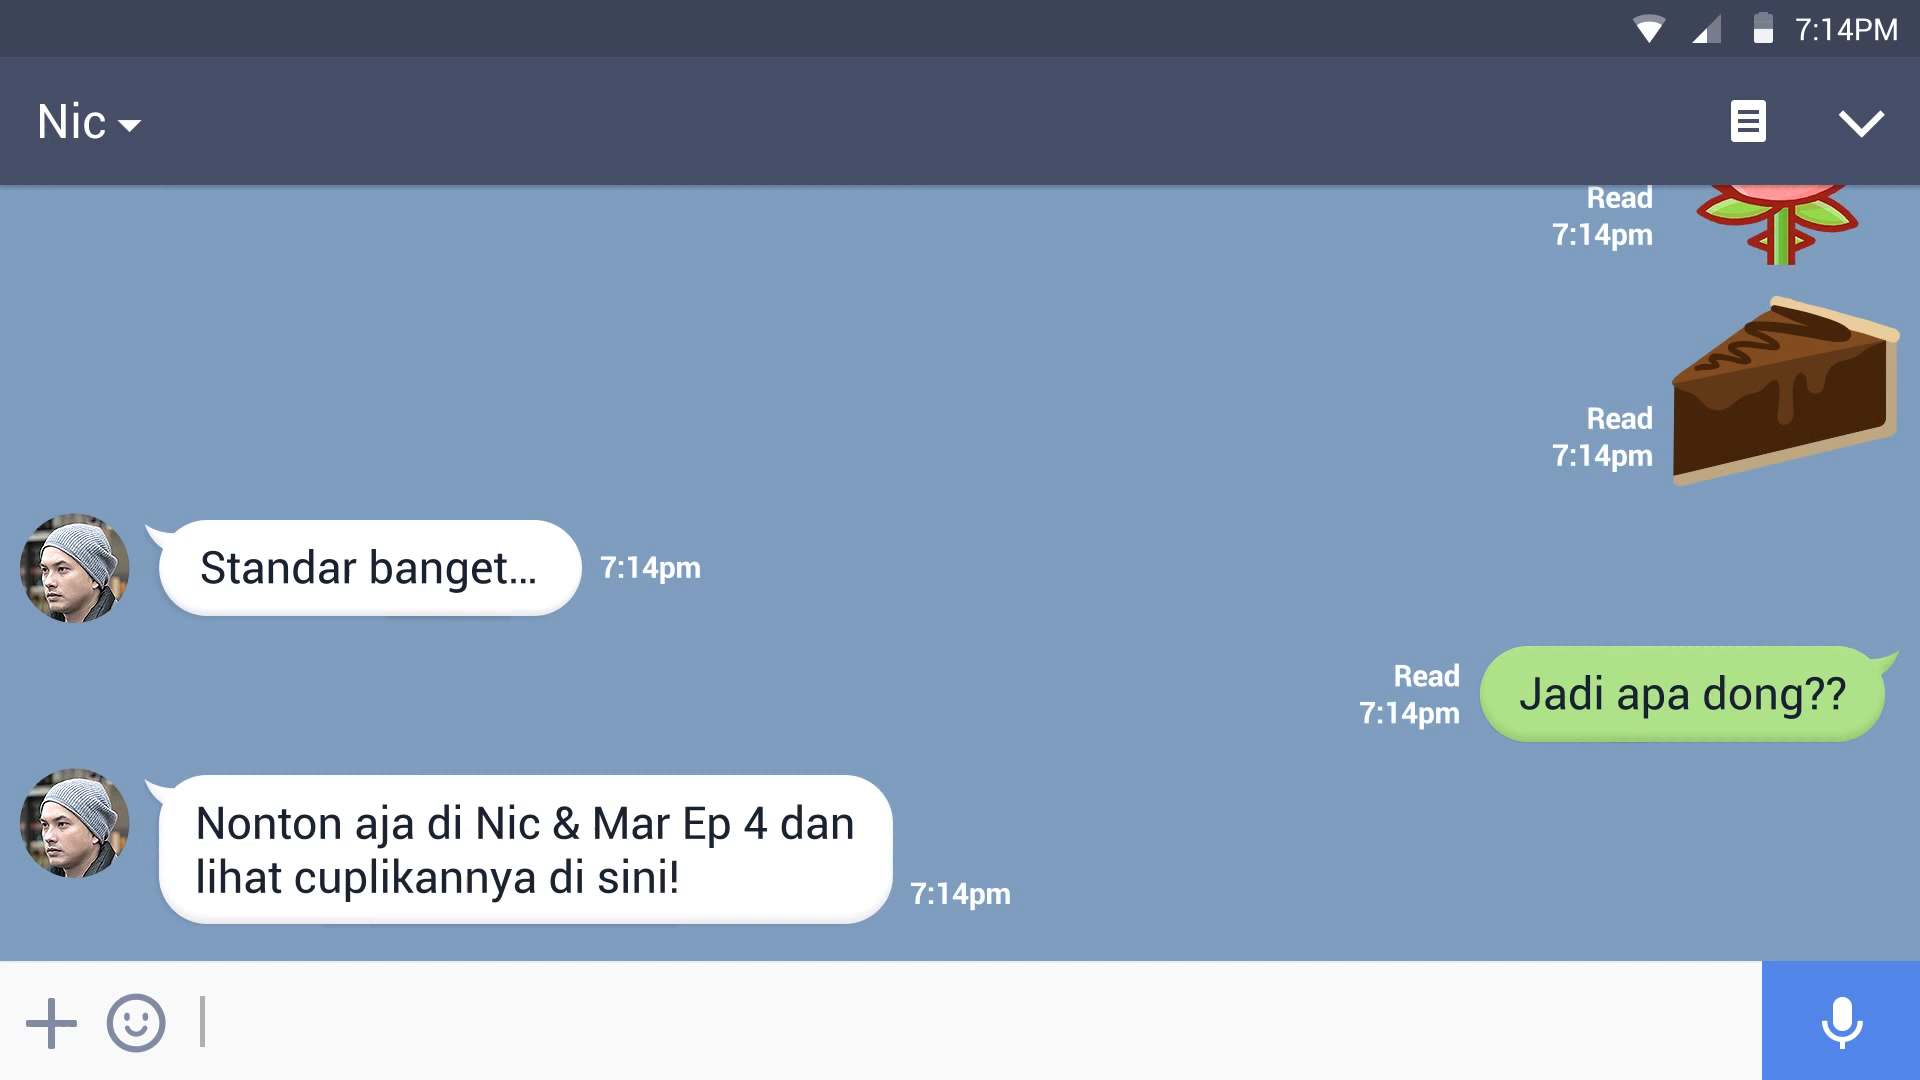 7:14PM
Nic
Read
7:14pm
Read
7:14pm
Standar banget...
7:14pm
Read
7:14pm
Jadi apa dong??
Nonton aja di Nic & Mar Ep 4 dan
lihat cuplikannya di sini!
7:14pm